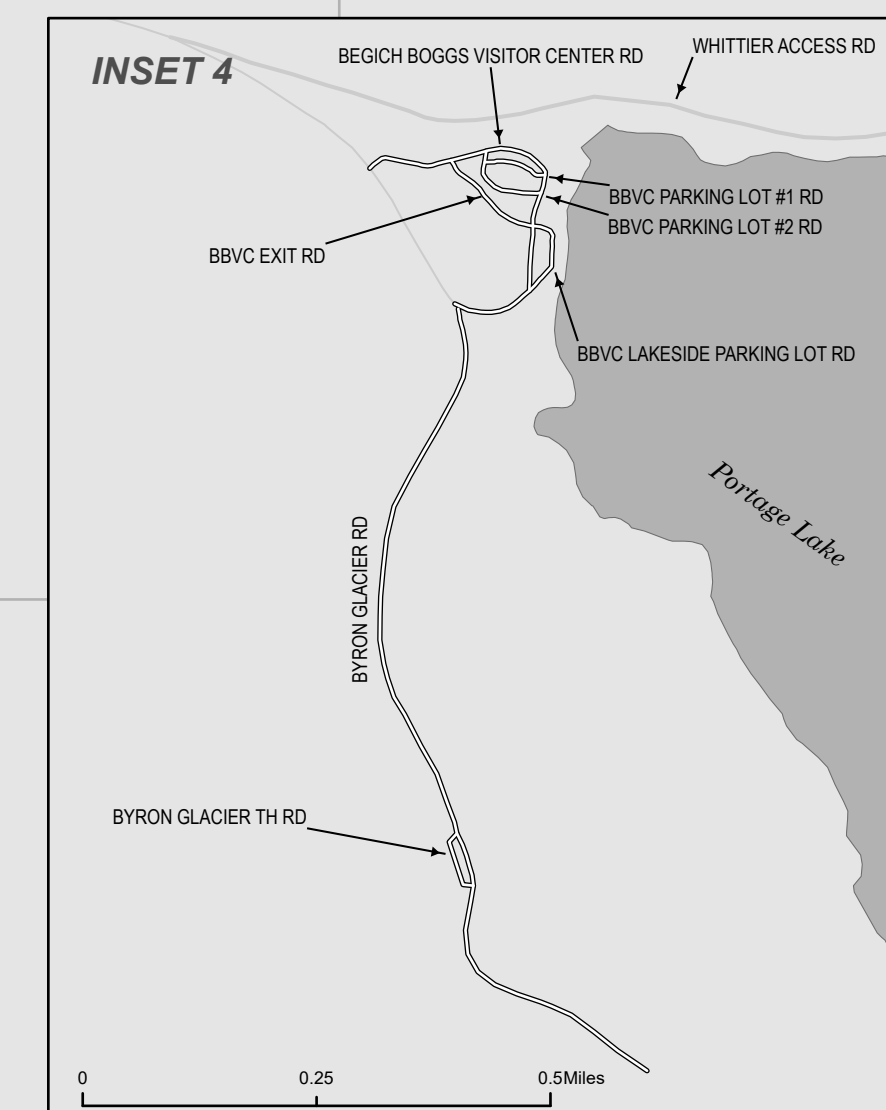 INSET 4
BEGICH BOGGS VISITOR CENTER RD
WHITTIER ACCESS RD
BBVC PARKING LOT #1 RD
BBVC PARKING LOT #2 RD
BBVC EXIT RD
BBVC LAKESIDE PARKING LOT RD
Portage Lake
BYRON GLACIER RD
BYRON GLACIER TH RD
0 0.25 0.5Miles